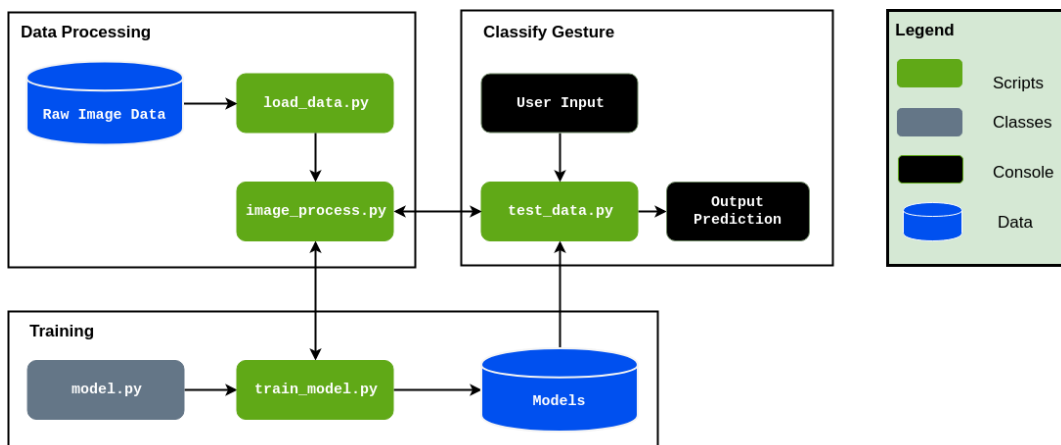 Data Processing
Raw Image Data
load_data.py
image_process.py
Classify Gesture
User Input
test_data.py
Output
Prediction
Training
model.py
train_model.py
Models
Legend
Scripts
Classes
Console
Data